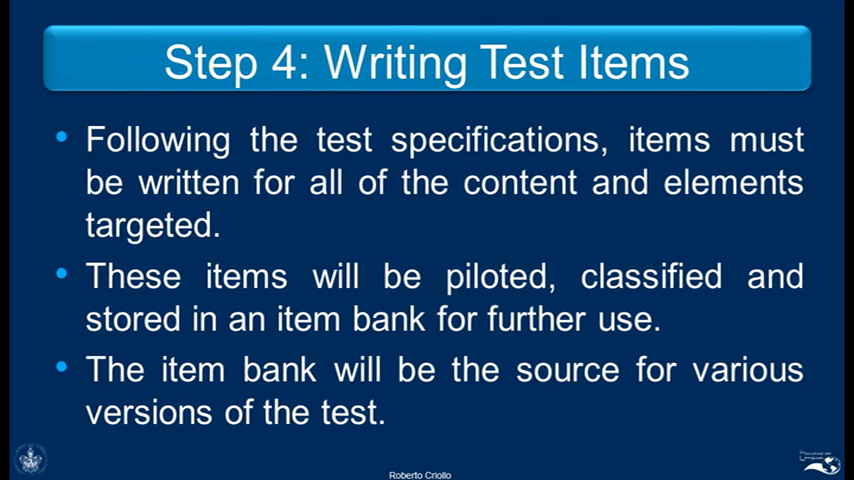 Step 4: Writing Test Items
• Following the test specifications, items must
be written for all of the content and elements
targeted.
• These items will be piloted, classified and
stored in an item bank for further use.
• The item bank will be the source for various
versions of the test.
Roberto Criollo